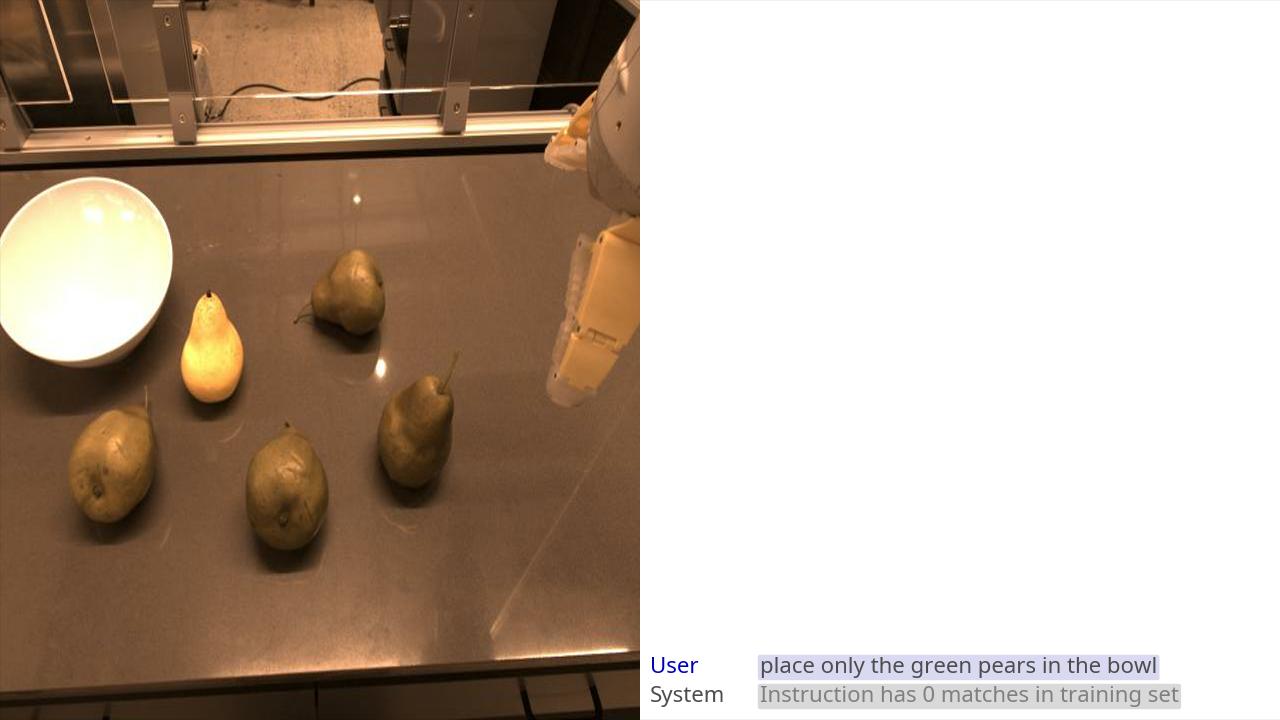 User place only the green pears in the bowl
System Instruction has 0 matches in training set